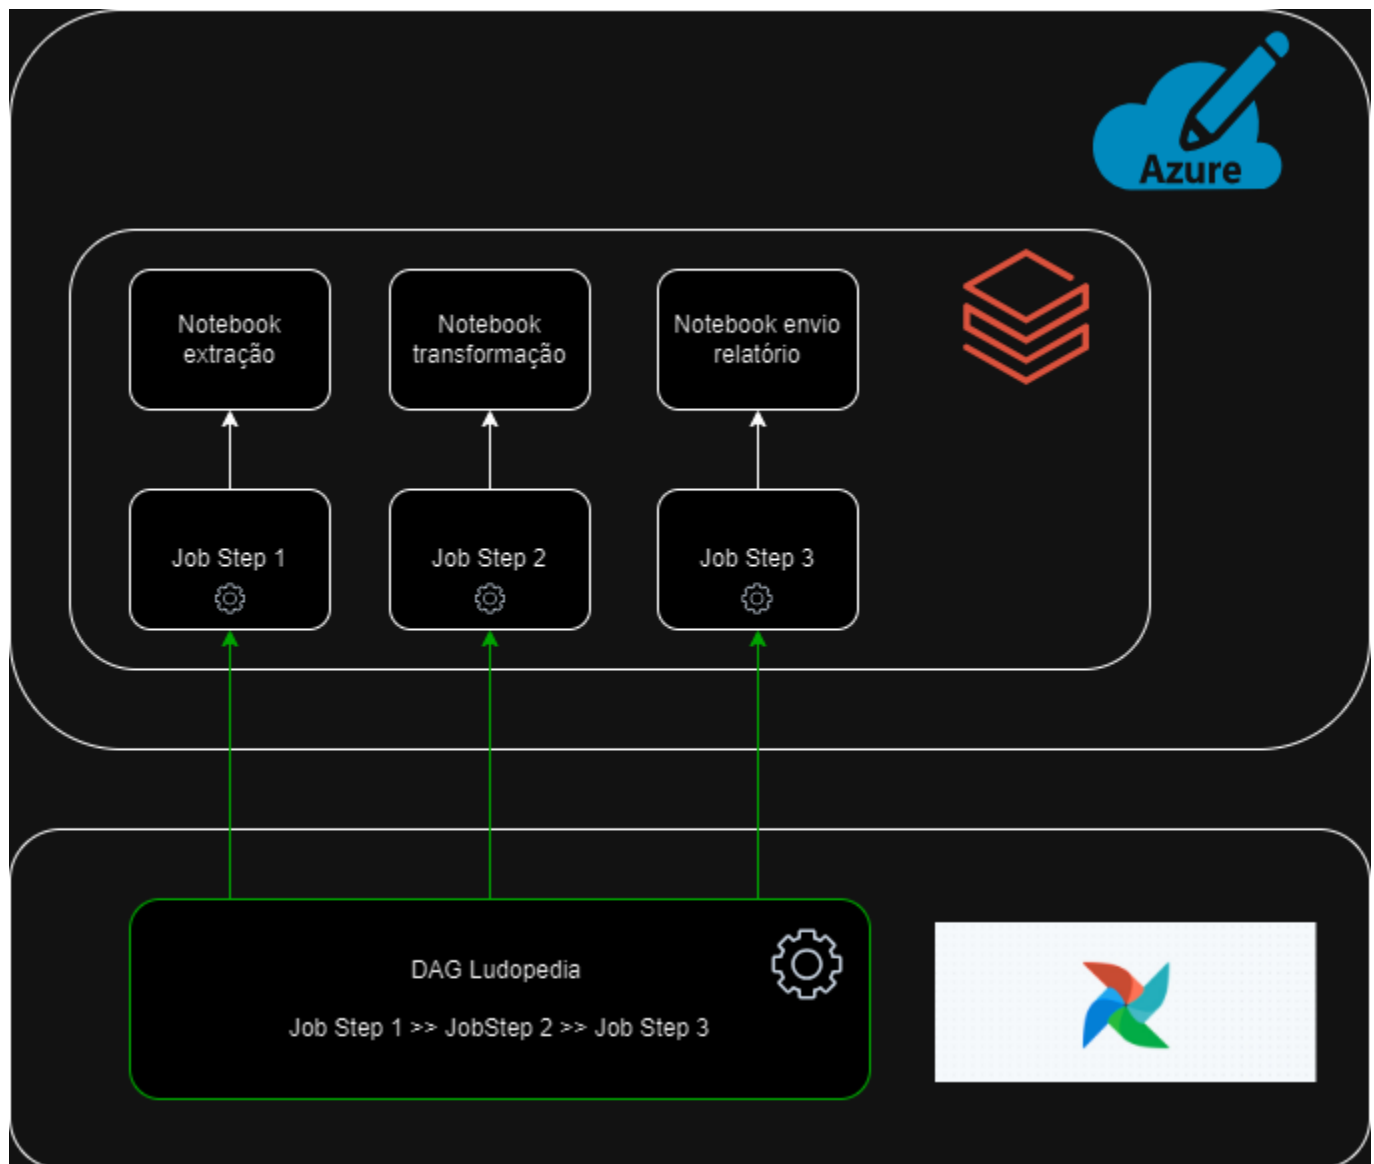 Azure
Notebook
extração
Notebook
transformação
Notebook envio
relatório
Job Step 1
Job Step 2
Job Step 3
DAG Ludopedia
Job Step 1 >> JobStep 2 >> Job Step 3